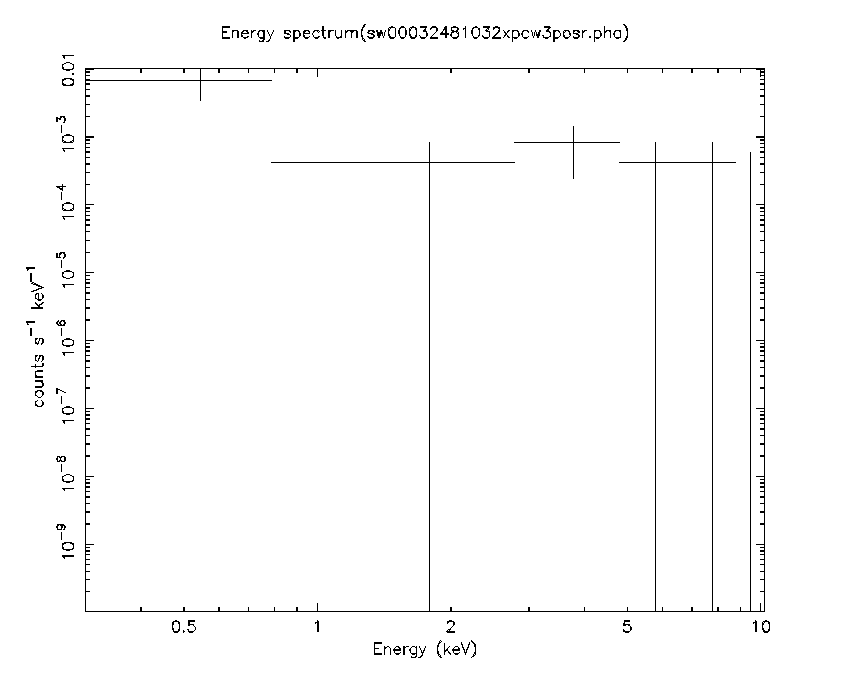 Energy spectrum(sw00032481032xpcw3posr.pha)
counts s⁻¹ keV⁻¹
0.01
10⁻³
10⁻⁴
10⁻⁵
10⁻⁶
10⁻⁷
10⁻⁸
10⁻⁹
0.5 1 2 5 10
Energy (keV)